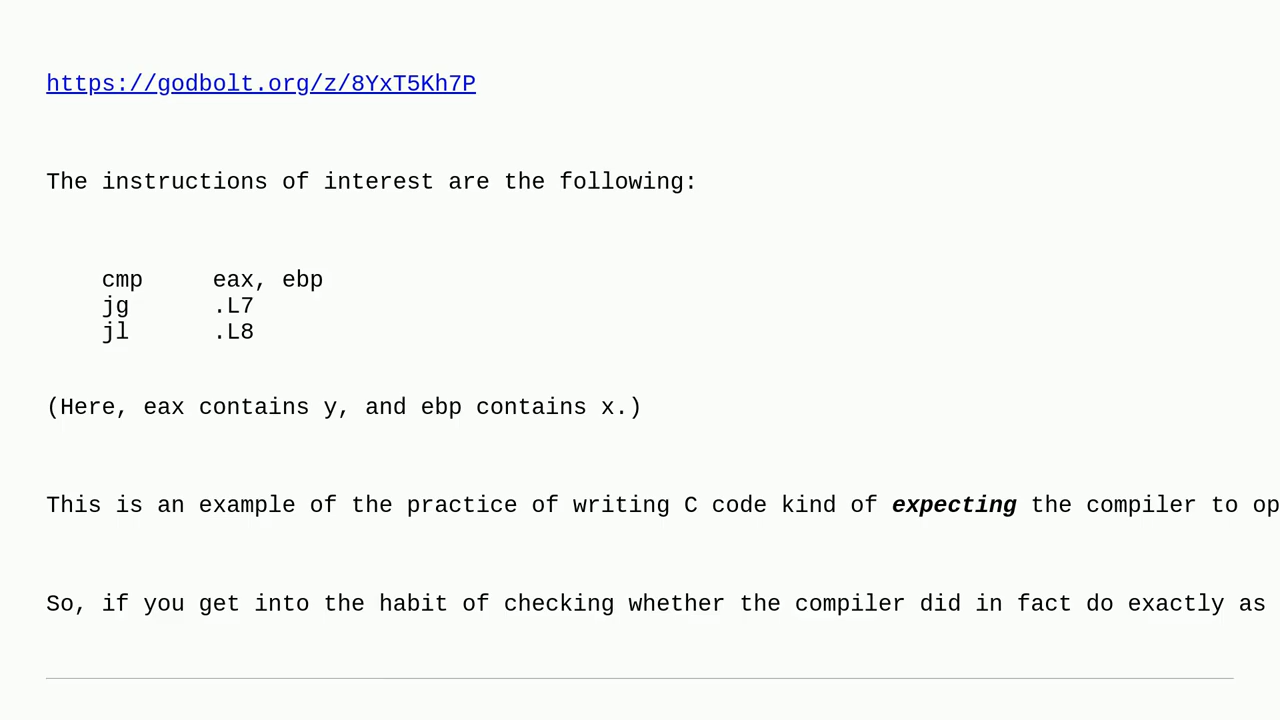 https://godbolt.org/z/8YxT5Kh7P
The instructions of interest are the following:
cmp     eax, ebp
jg      .L7
jl      .L8
(Here, eax contains y, and ebp contains x.)
This is an example of the practice of writing C code kind of expecting the compiler to op
So, if you get into the habit of checking whether the compiler did in fact do exactly as